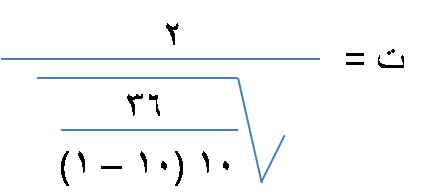 ت =
٢
٣٦
١٠ (١٠ – ١)